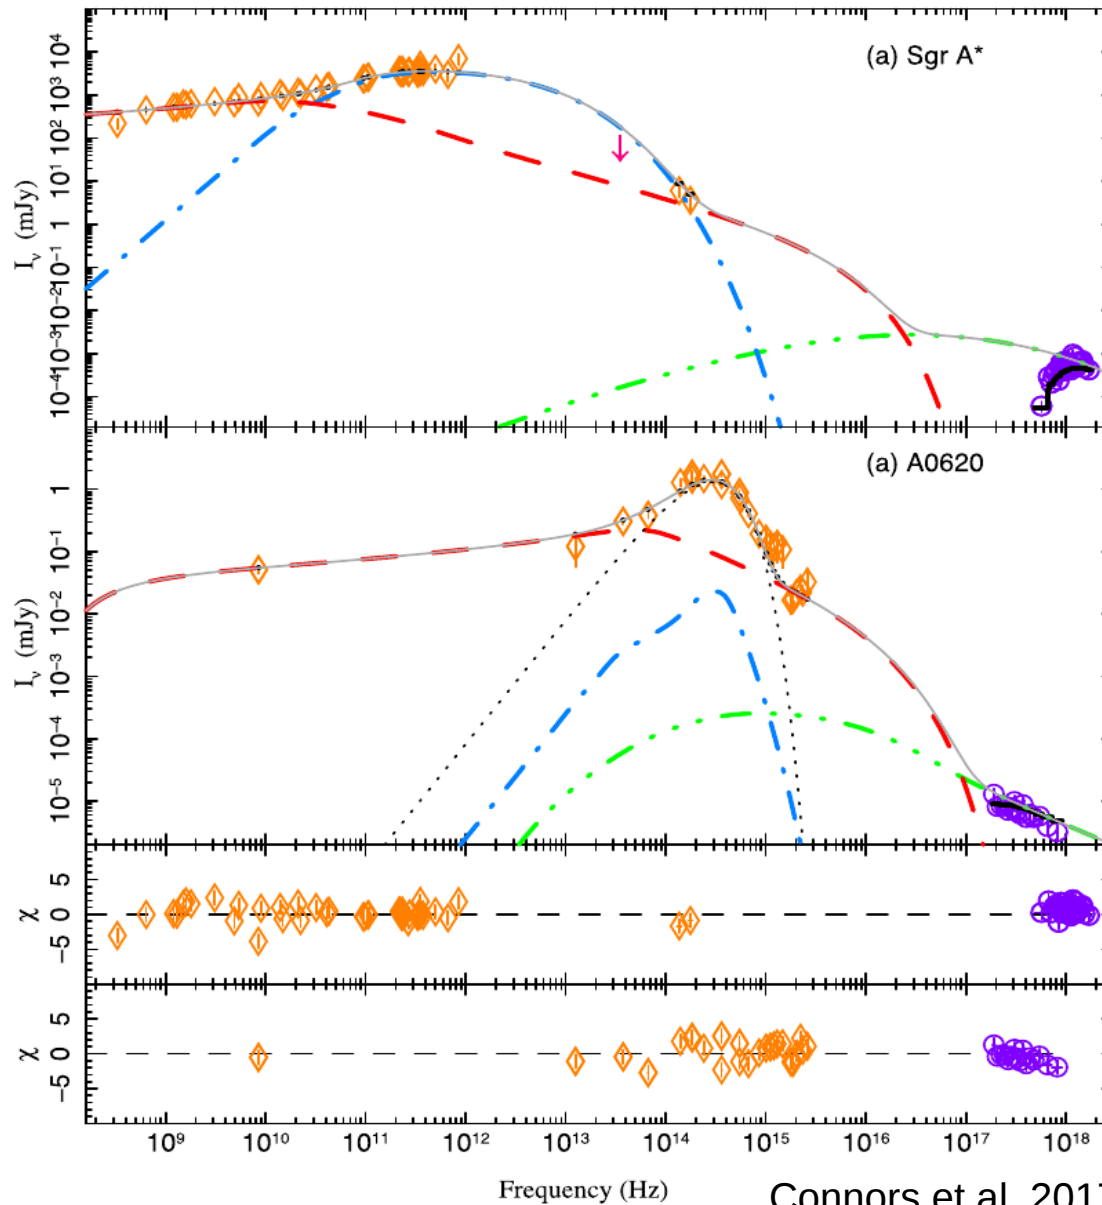 (a) Sgr A*
10⁴
10³
10²
10¹
1
10⁻¹
10⁻²
10⁻³
10⁻⁴
I_ν (mJy)
(a) A0620
1
10⁻¹
10⁻²
10⁻³
10⁻⁴
10⁻⁵
I_ν (mJy)
5
0
−5
χ
5
0
−5
χ
10⁹ 10¹⁰ 10¹¹ 10¹² 10¹³ 10¹⁴ 10¹⁵ 10¹⁶ 10¹⁷ 10¹⁸
Frequency (Hz)
Connors et al. 2017